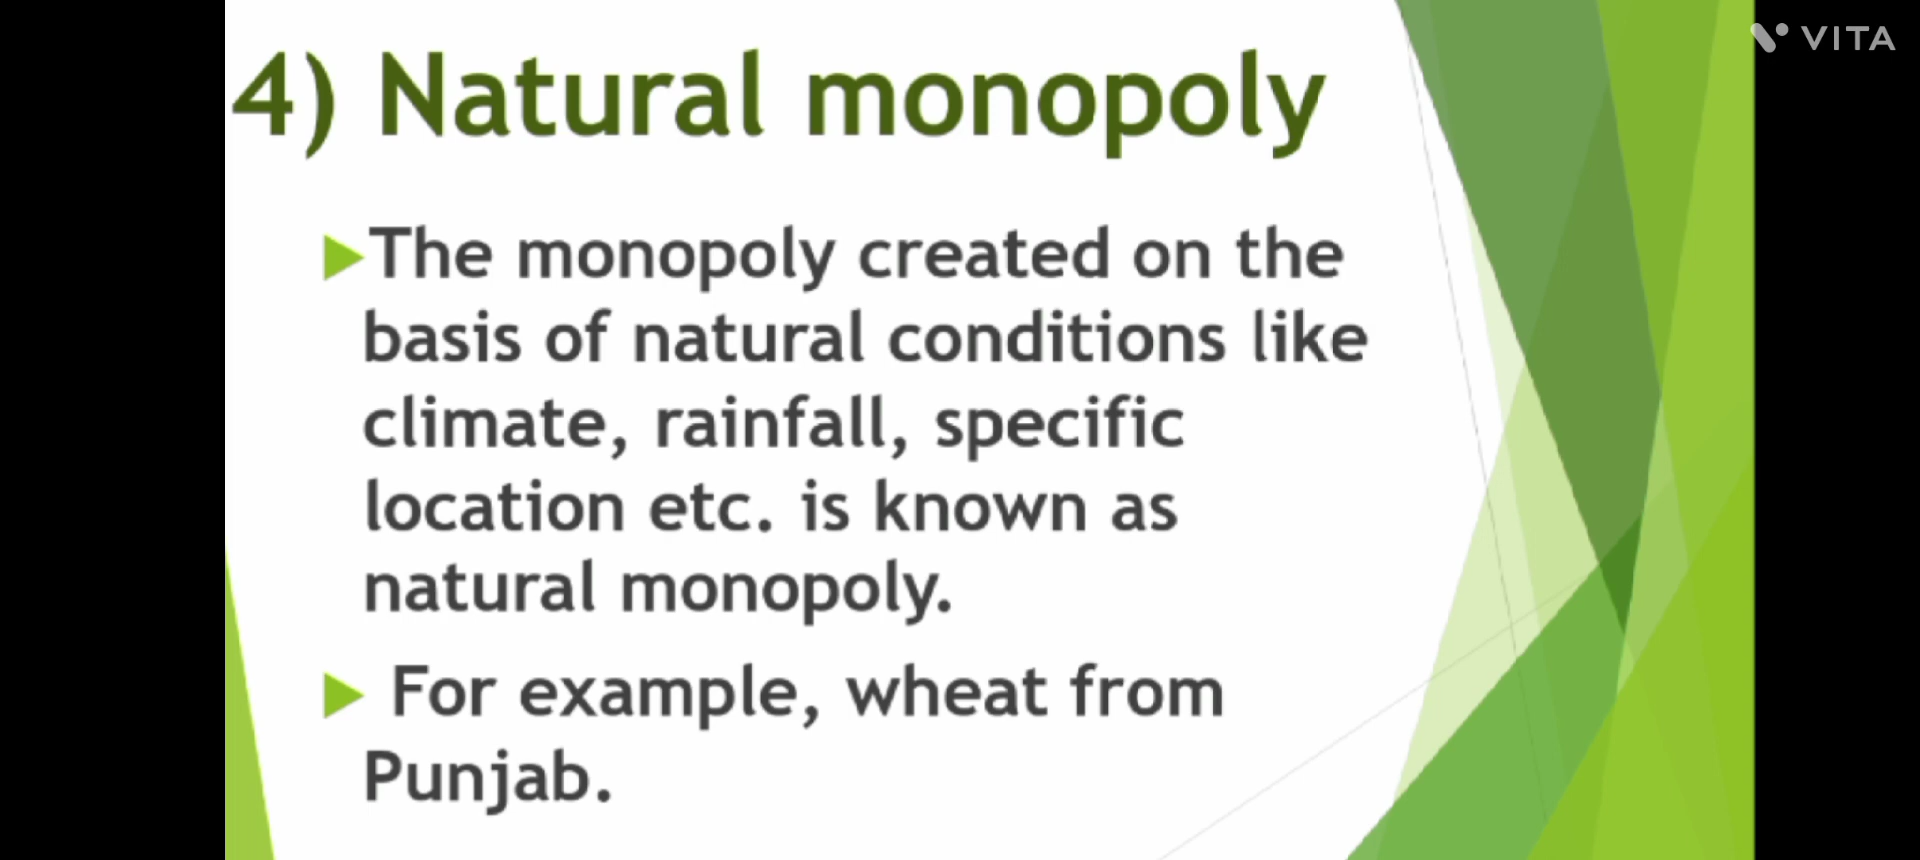 VITA
4) Natural monopoly
The monopoly created on the
basis of natural conditions like
climate, rainfall, specific
location etc. is known as
natural monopoly.
For example, wheat from
Punjab.